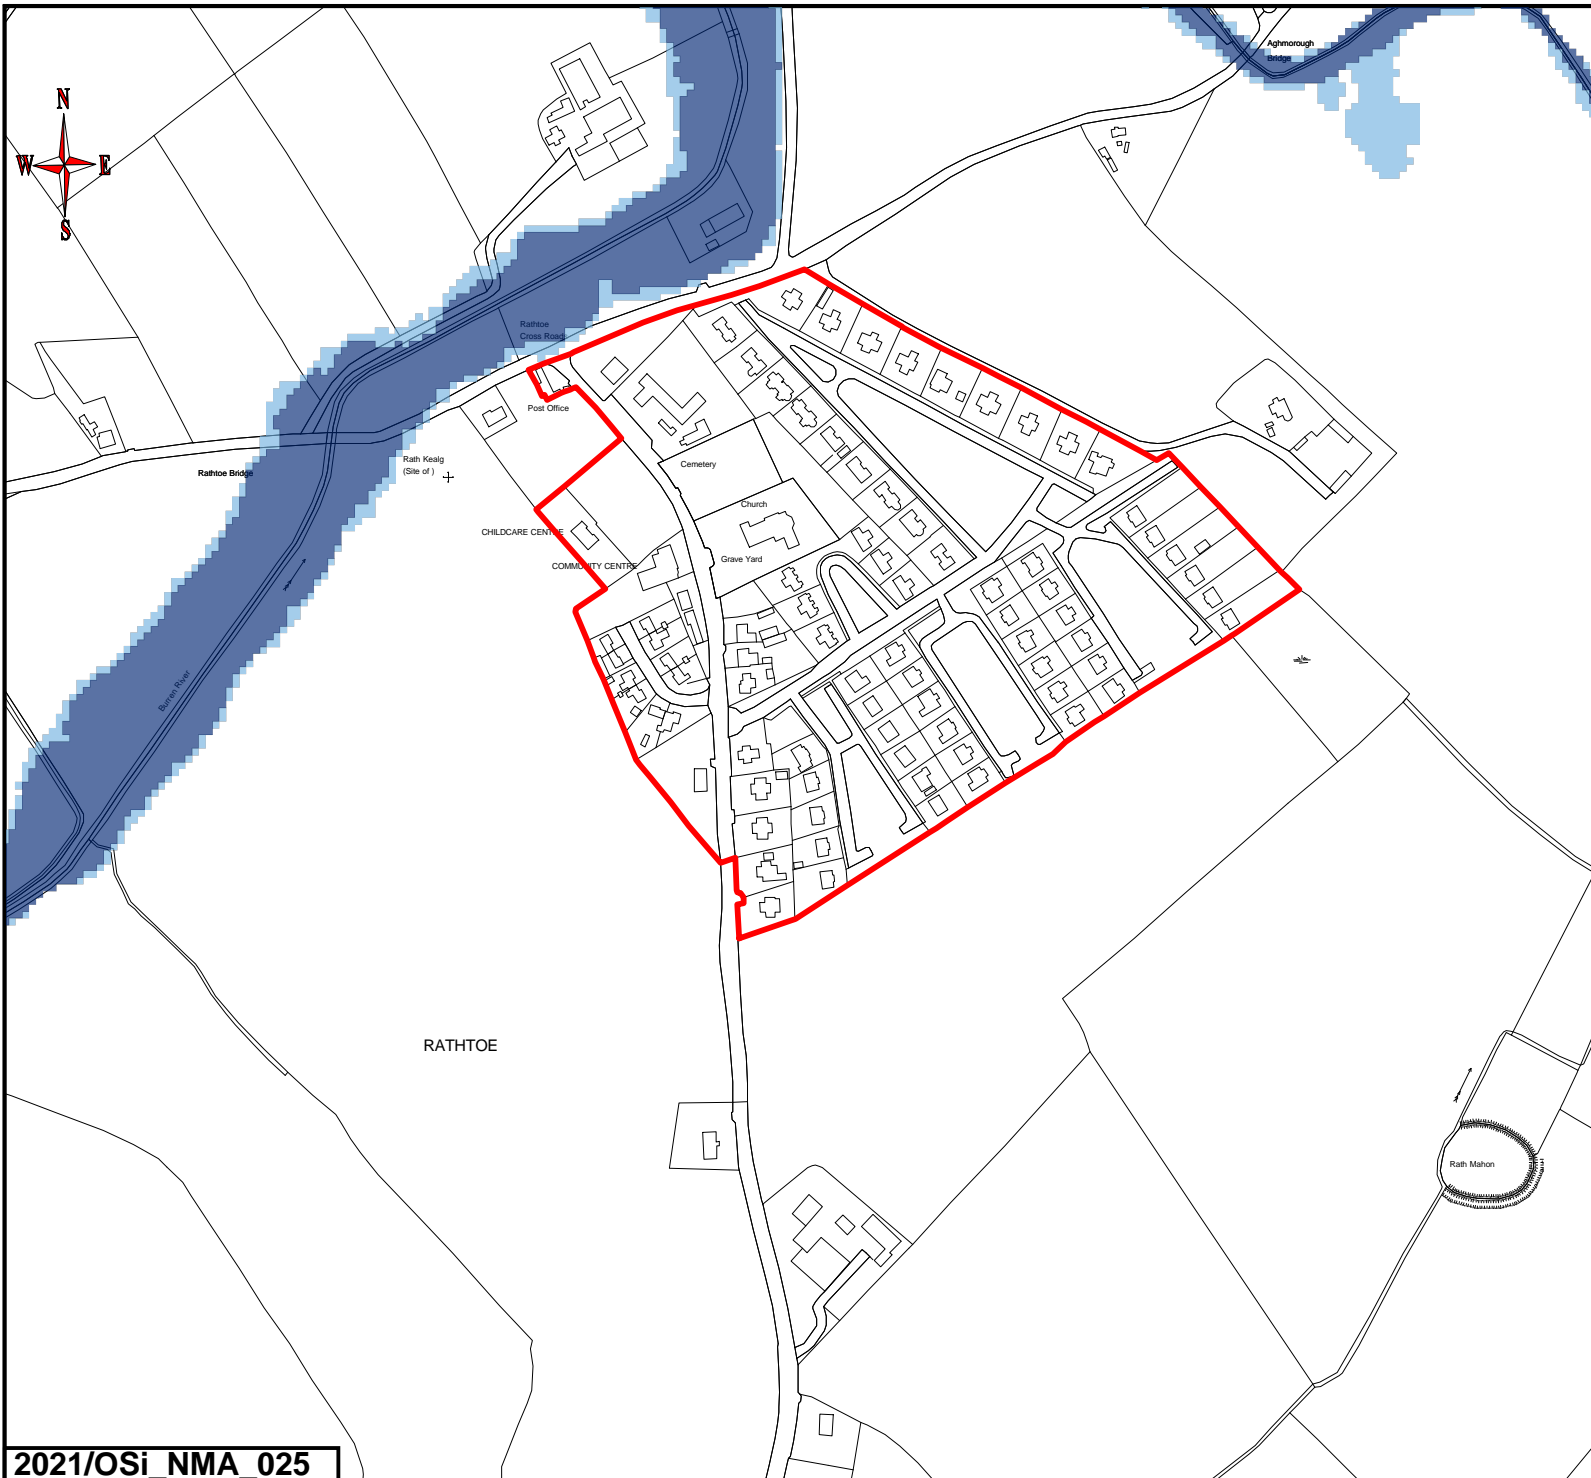 Aghmorough
Bridge
N
W E
S
Rathtoe
Cross Roads
Post Office
Rath Kealg
(Site of )
Rathtoe Bridge
Cemetery
Church
CHILDCARE CENTRE
COMMUNITY CENTRE
Grave Yard
Burren River
RATHTOE
Rath Mahon
2021/OSi_NMA_025